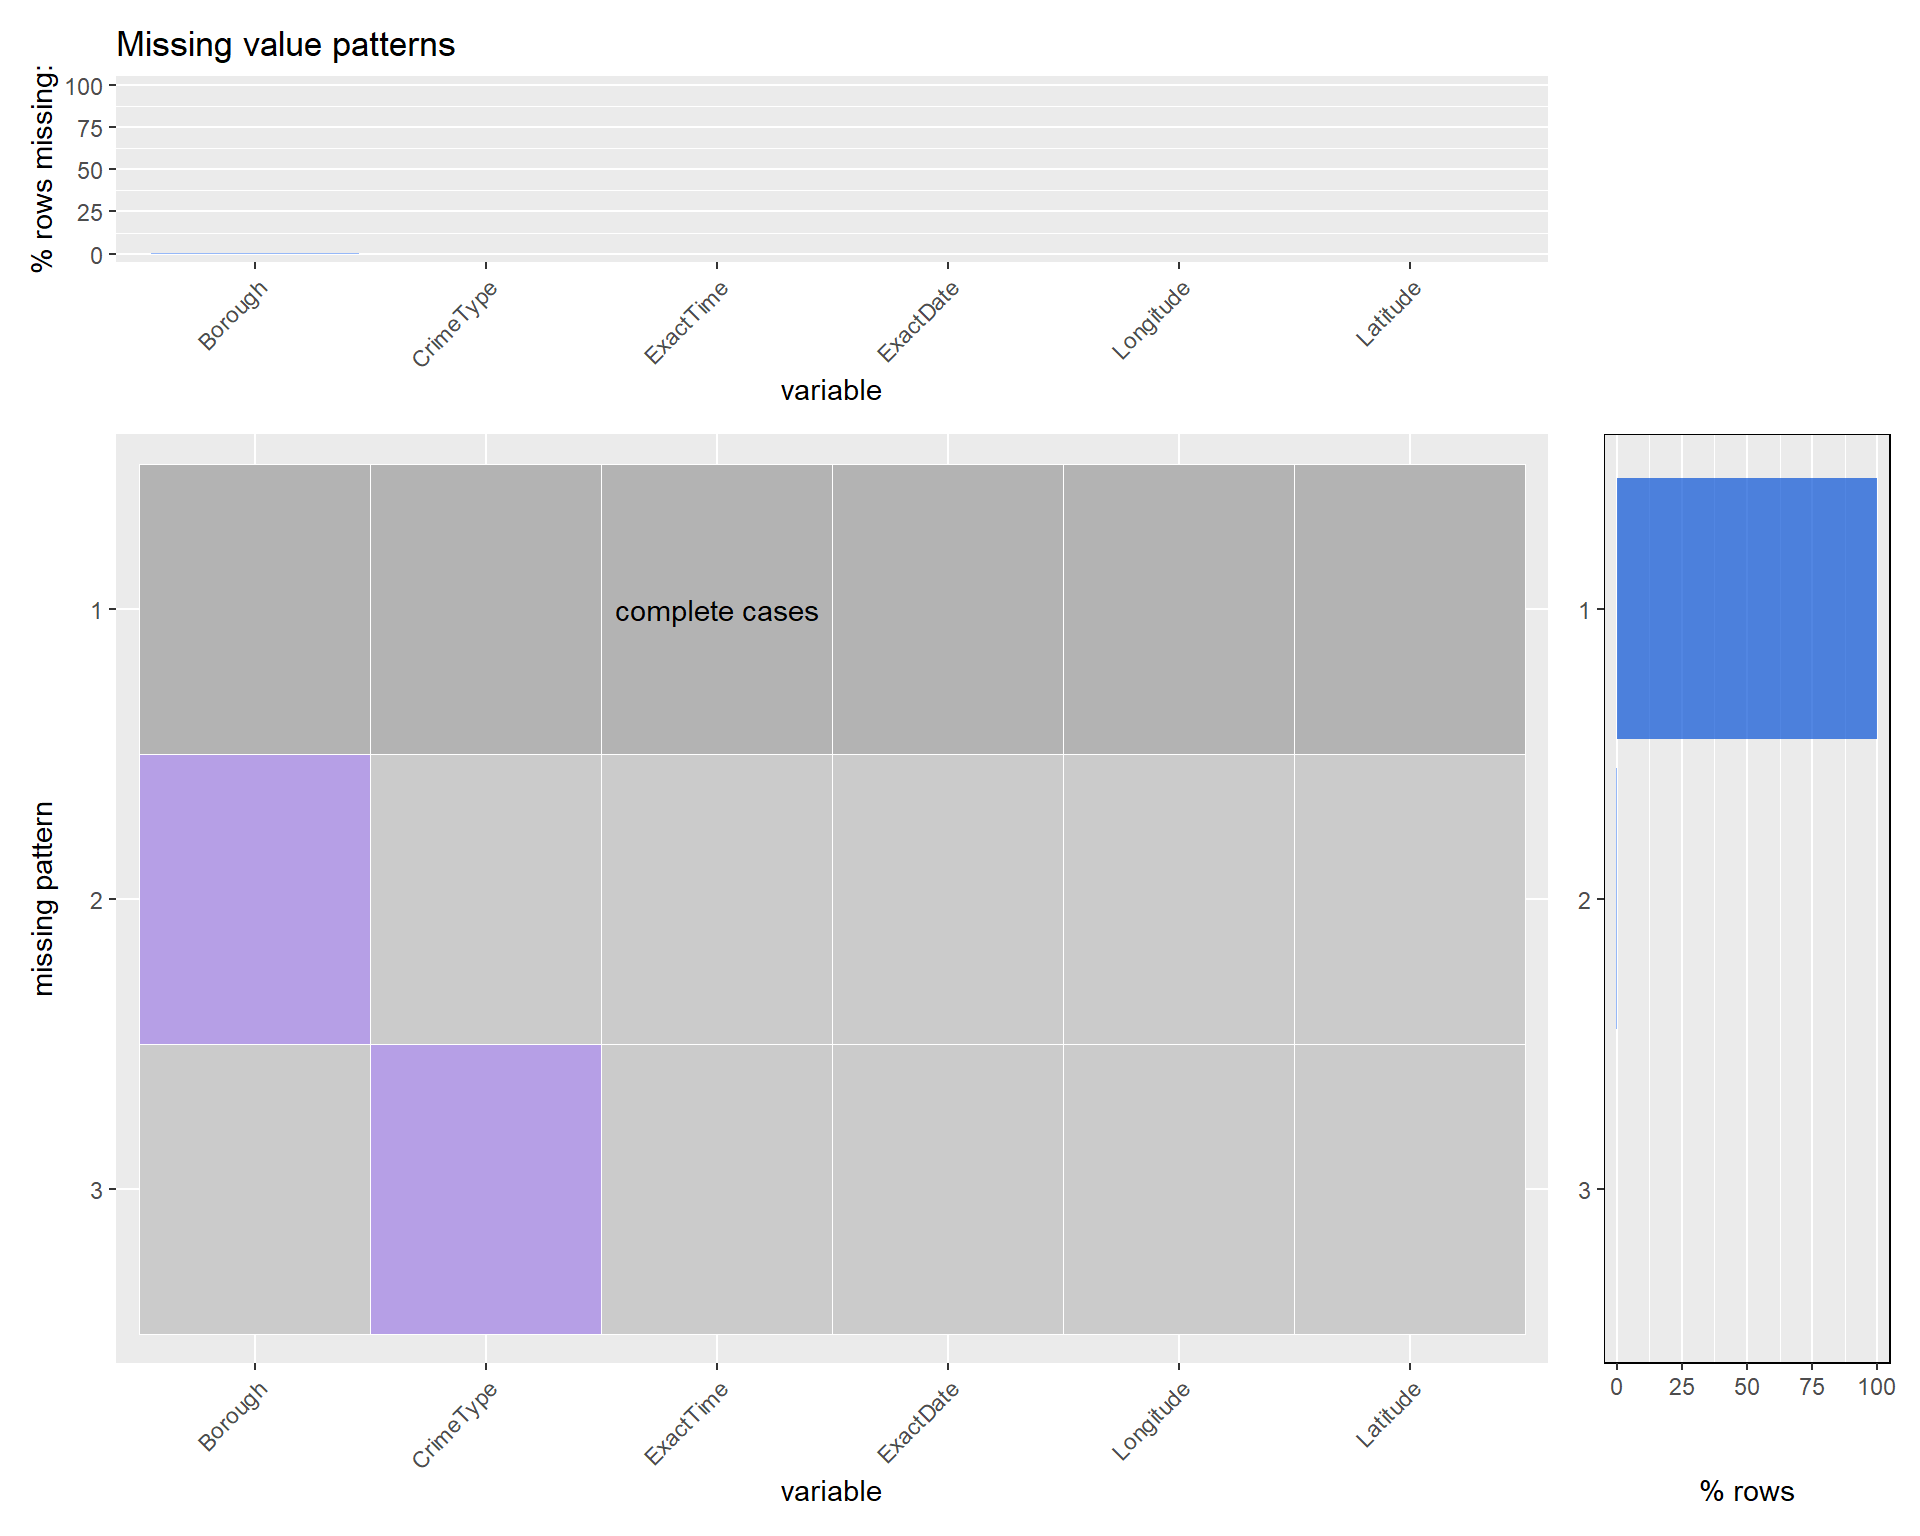 Missing value patterns
% rows missing:
100
75
50
25
0
Borough
CrimeType
ExactTime
ExactDate
Longitude
Latitude
variable
missing pattern
1
2
3
complete cases
Borough
CrimeType
ExactTime
ExactDate
Longitude
Latitude
variable
1
2
3
0 25 50 75 100
% rows